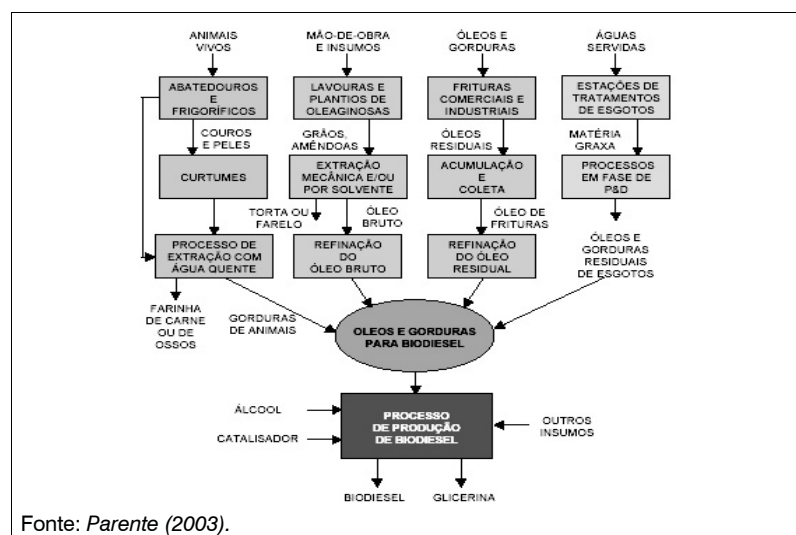 ANIMAIS
VIVOS
MÃO-DE-OBRA
E INSUMOS
ÓLEOS E
GORDURAS
ÁGUAS
SERVIDAS
ABATEDOUROS
E
FRIGORÍFICOS
LAVOURAS E
PLANTIOS DE
OLEAGINOSAS
FRITURAS
COMERCIAIS E
INDUSTRIAIS
ESTAÇÕES DE
TRATAMENTOS
DE ESGOTOS
COUROS
E PELES
GRÃOS,
AMÊNDOAS
ÓLEOS
RESIDUAIS
MATÉRIA
GRAXA
CURTUMES
EXTRAÇÃO
MECÂNICA E/OU
POR SOLVENTE
ACUMULAÇÃO
E
COLETA
PROCESSOS
EM FASE DE
P&D
TORTA OU
FARELO
ÓLEO
BRUTO
ÓLEO DE
FRITURAS
PROCESSO DE
EXTRAÇÃO COM
ÁGUA QUENTE
REFINAÇÃO
DO
ÓLEO BRUTO
REFINAÇÃO
DO ÓLEO
RESIDUAL
ÓLEOS E
GORDURAS
RESIDUAIS
DE ESGOTOS
FARINHA
DE CARNE
OU DE
OSSOS
GORDURAS
DE ANIMAIS
OLEOS E GORDURAS
PARA BIODIESEL
ÁLCOOL
CATALISADOR
PROCESSO
DE PRODUÇÃO
DE BIODIESEL
OUTROS
INSUMOS
BIODIESEL
GLICERINA
Fonte: Parente (2003).